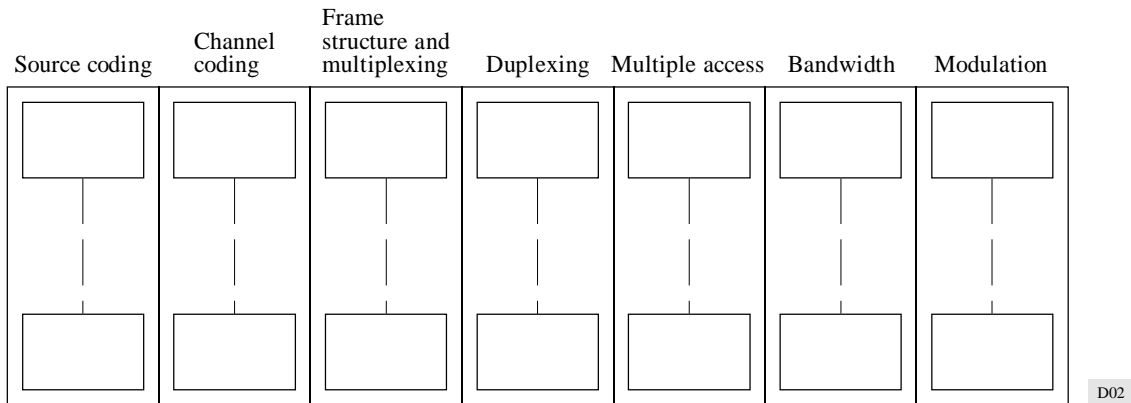 Source coding
Channel
coding
Frame
structure and
multiplexing
Duplexing
Multiple access
Bandwidth
Modulation
D02